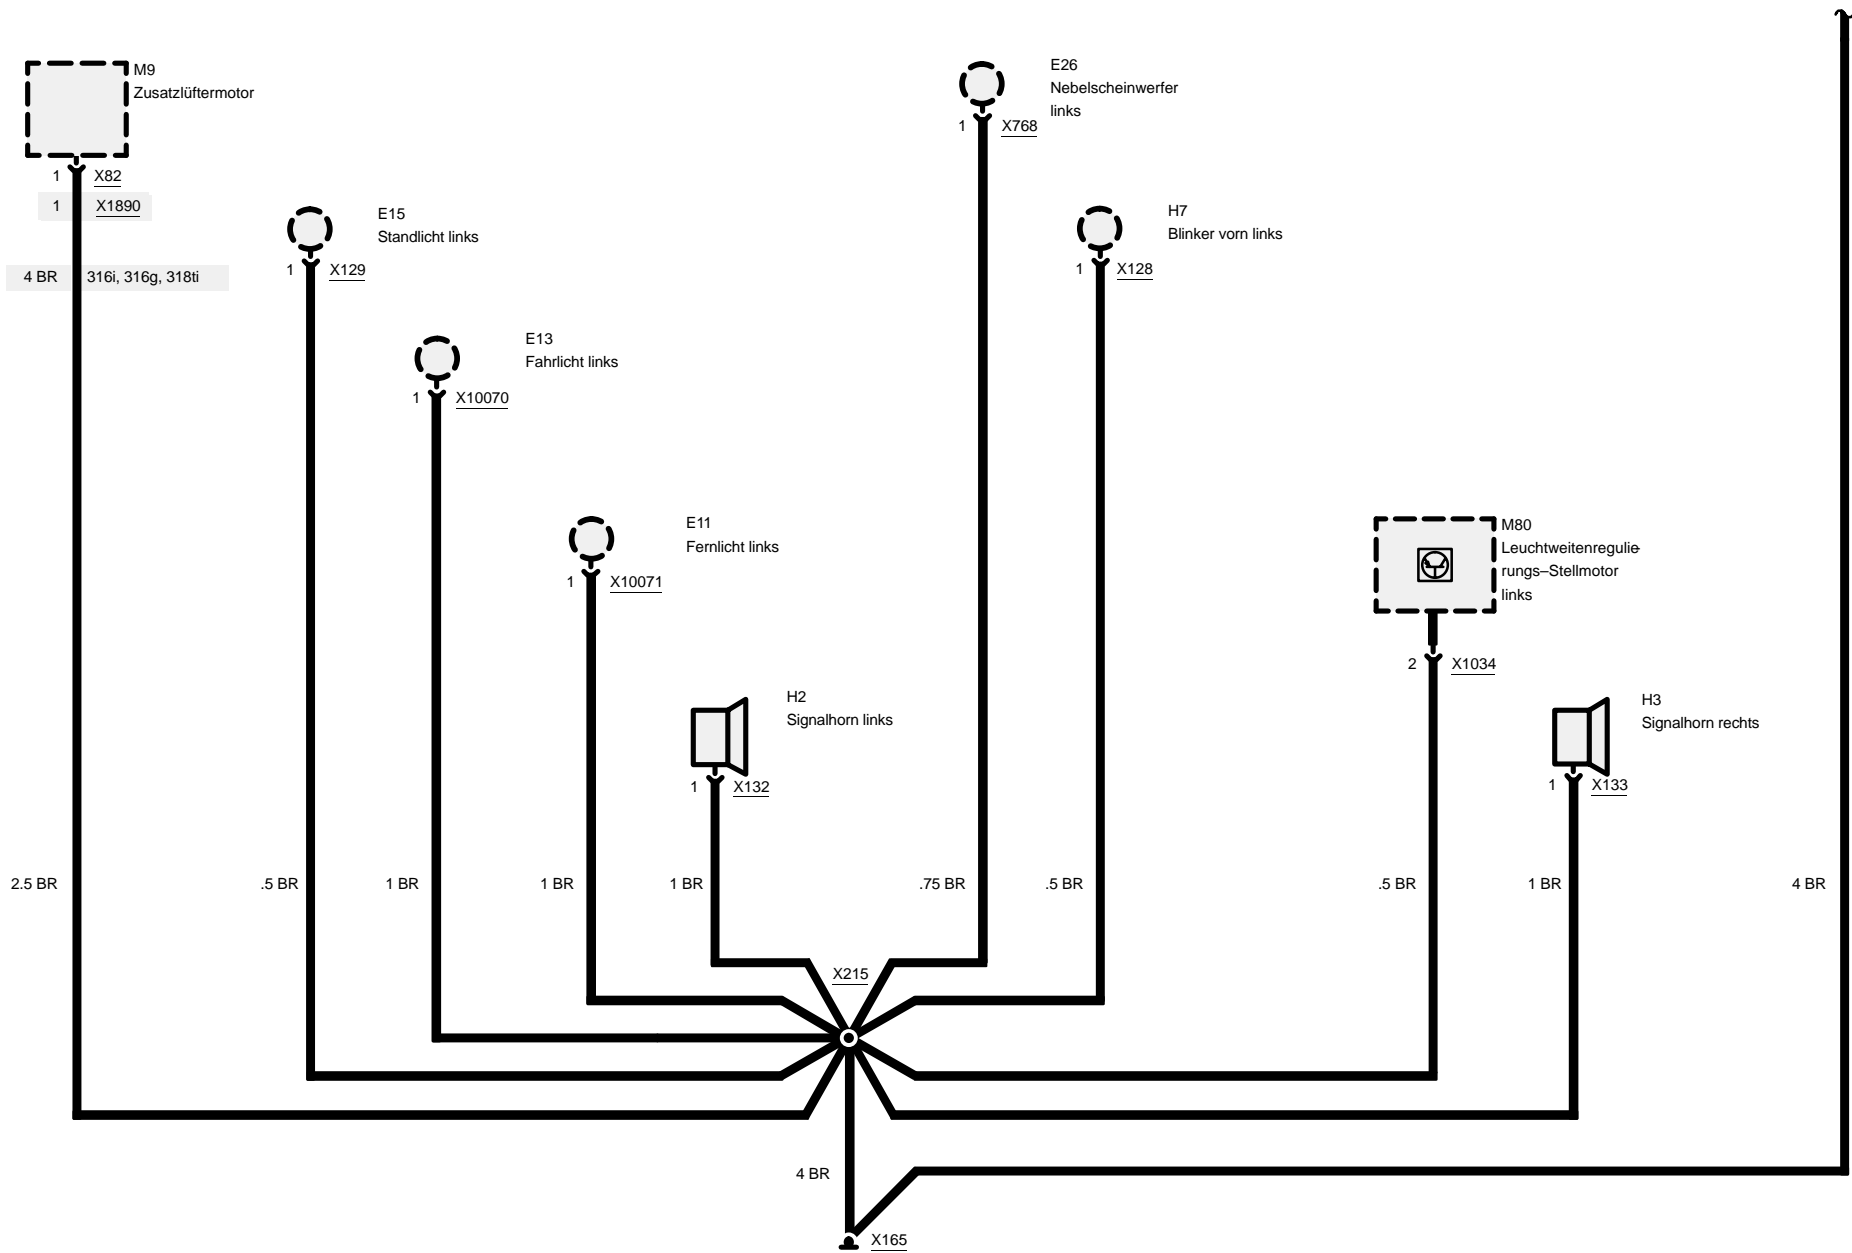 M9
Zusatzlüftermotor
1 X82
1 X1890
4 BR 316i, 316g, 318ti
E15
Standlicht links
1 X129
E13
Fahrlicht links
1 X10070
E11
Fernlicht links
1 X10071
H2
Signalhorn links
1 X132
E26
Nebelscheinwerfer
links
1 X768
H7
Blinker vorn links
1 X128
M80
Leuchtweitenregulie-
rungs–Stellmotor
links
2 X1034
H3
Signalhorn rechts
1 X133
2.5 BR
.5 BR
1 BR
1 BR
1 BR
.75 BR
.5 BR
.5 BR
1 BR
4 BR
X215
4 BR
X165